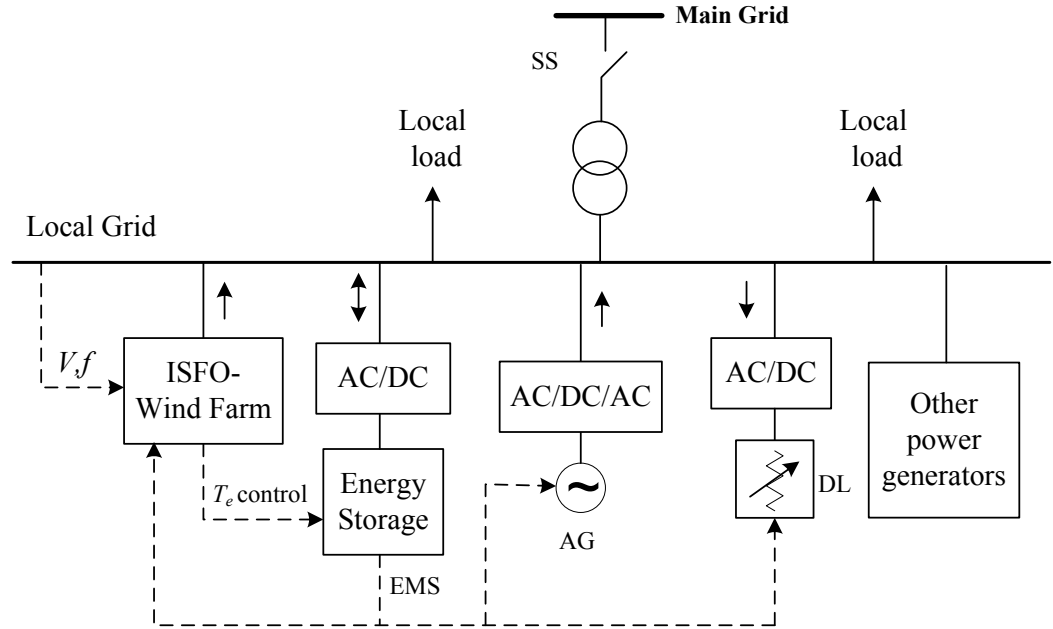 Main Grid
SS
Local
load
Local
load
Local Grid
V,f
ISFO-
Wind Farm
AC/DC
AC/DC/AC
AC/DC
Other
power
generators
Te control
Energy
Storage
~
AG
DL
EMS